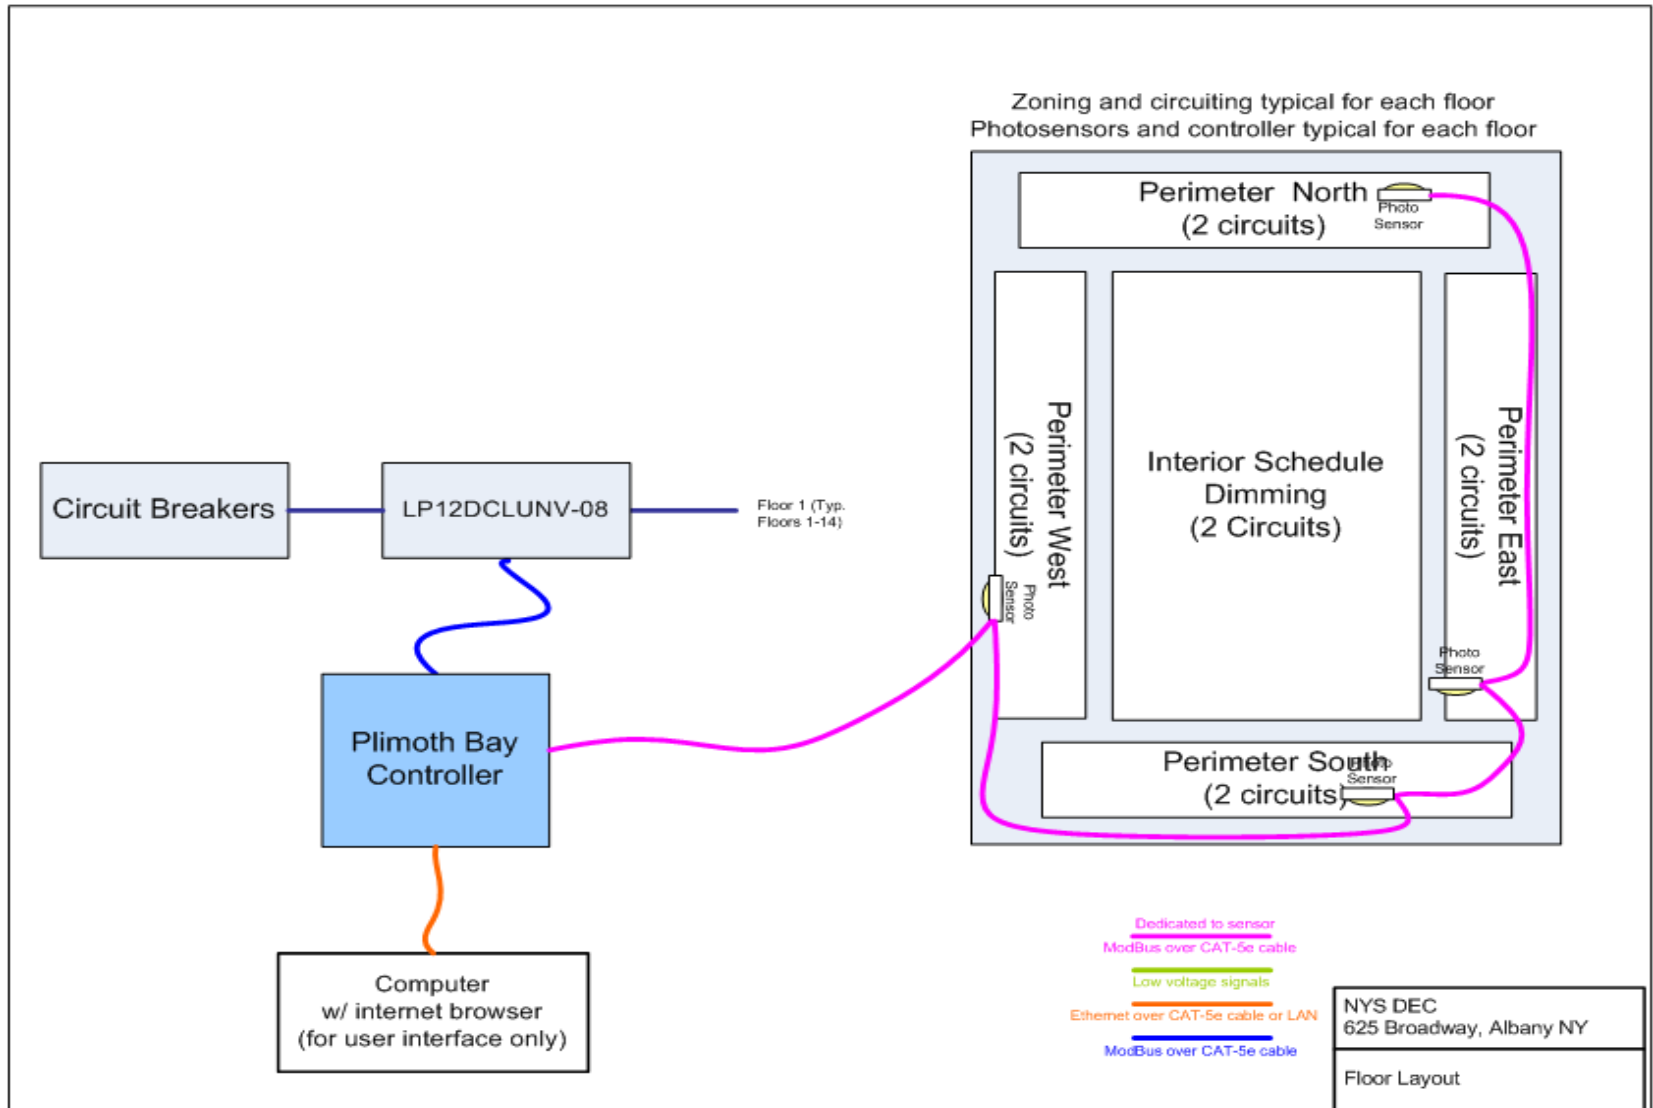 Zoning and circuiting typical for each floor
Photosensors and controller typical for each floor
Perimeter North
(2 circuits)
Photo
Sensor
Perimeter West
(2 circuits)
Photo
Sensor
Interior Schedule
Dimming
(2 Circuits)
Perimeter East
(2 circuits)
Photo
Sensor
Perimeter South
(2 circuits)
Photo
Sensor
Circuit Breakers
LP12DCLUNV-08
Floor 1 (Typ.
Floors 1-14)
Plimoth Bay
Controller
Computer
w/ internet browser
(for user interface only)
Dedicated to sensor
ModBus over CAT-5e cable
Low voltage signals
Ethernet over CAT-5e cable or LAN
ModBus over CAT-5e cable
NYS DEC
625 Broadway, Albany NY
Floor Layout